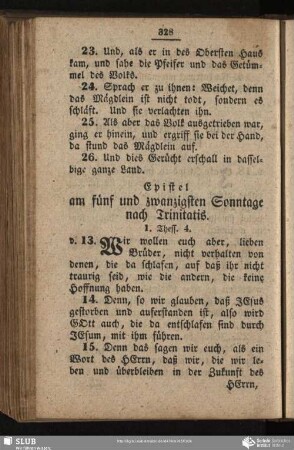 328
23. Und, als er in des Obersten Haus
kam, und sahe die Pfeifer und das Getüm-
mel des Volks.
24. Sprach er zu ihnen: Weichet, denn
das Mägdlein ist nicht todt, sondern es
schläft. Und sie verlachten ihn.
25. Als aber das Volk ausgetrieben war,
ging er hinein, und ergriff sie bei der Hand,
da stund das Mägdlein auf.
26. Und dies Gerücht erschall in dassel-
bige ganze Land.
Epistel
am fünf und zwanzigsten Sonntage
nach Trinitatis.
1. Thess. 4.
v. 13. Wir wollen euch aber, lieben
Brüder, nicht verhalten von
denen, die da schlafen, auf daß ihr nicht
traurig seid, wie die andern, die keine
Hoffnung haben.
14. Denn, so wir glauben, daß JEsus
gestorben und auferstanden ist, also wird
GOtt auch, die da entschlafen sind durch
JEsum, mit ihm führen.
15. Denn das sagen wir euch, als ein
Wort des HErrn, daß wir, die wir le-
ben und überbleiben in der Zukunft des
HErrn,
SLUB